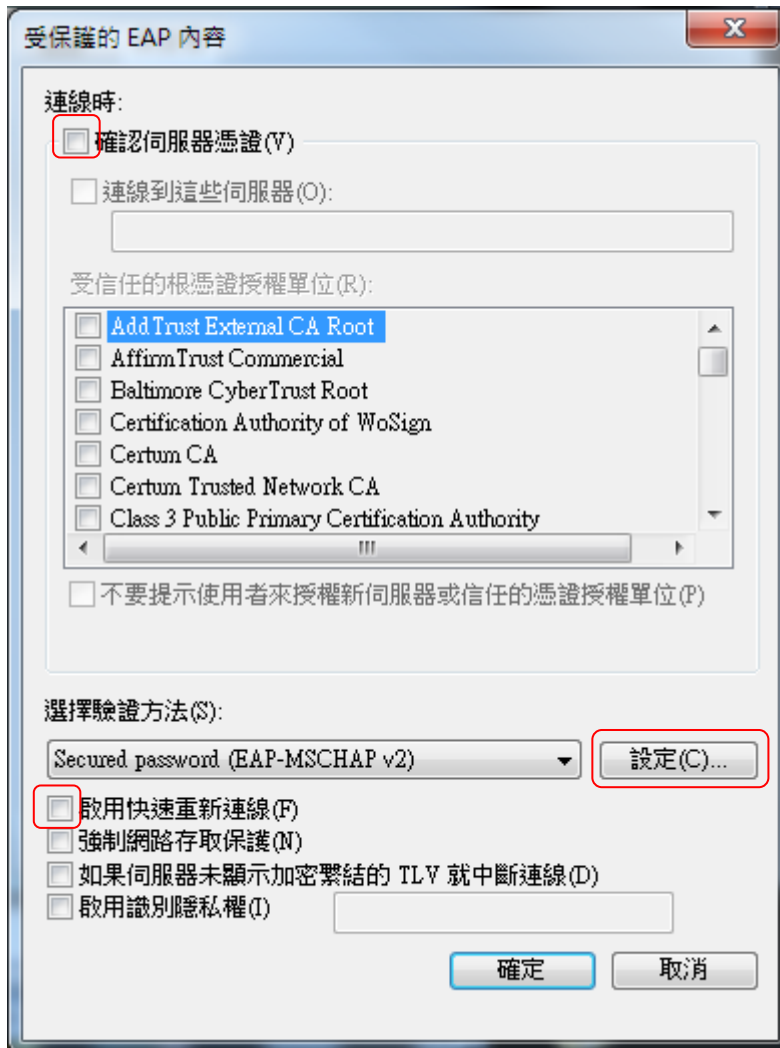 受保護的 EAP 內容
連線時:
確認伺服器憑證(V)
連線到這些伺服器(O):
受信任的根憑證授權單位(R):
AddTrust External CA Root
AffirmTrust Commercial
Baltimore CyberTrust Root
Certification Authority of WoSign
Certum CA
Certum Trusted Network CA
Class 3 Public Primary Certification Authority
不要提示使用者來授權新伺服器或信任的憑證授權單位(P)
選擇驗證方法(S):
Secured password (EAP-MSCHAP v2) 設定(C)...
啟用快速重新連線(F)
強制網路存取保護(N)
如果伺服器未顯示加密繫結的 TLV 就中斷連線(D)
啟用識別隱私權(I)
確定 取消